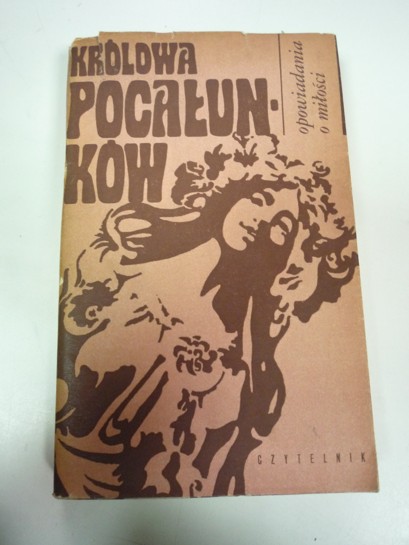 KRÓLOWA
POCAŁUN-
KÓW
opowiadania
o miłości
CZYTELNIK